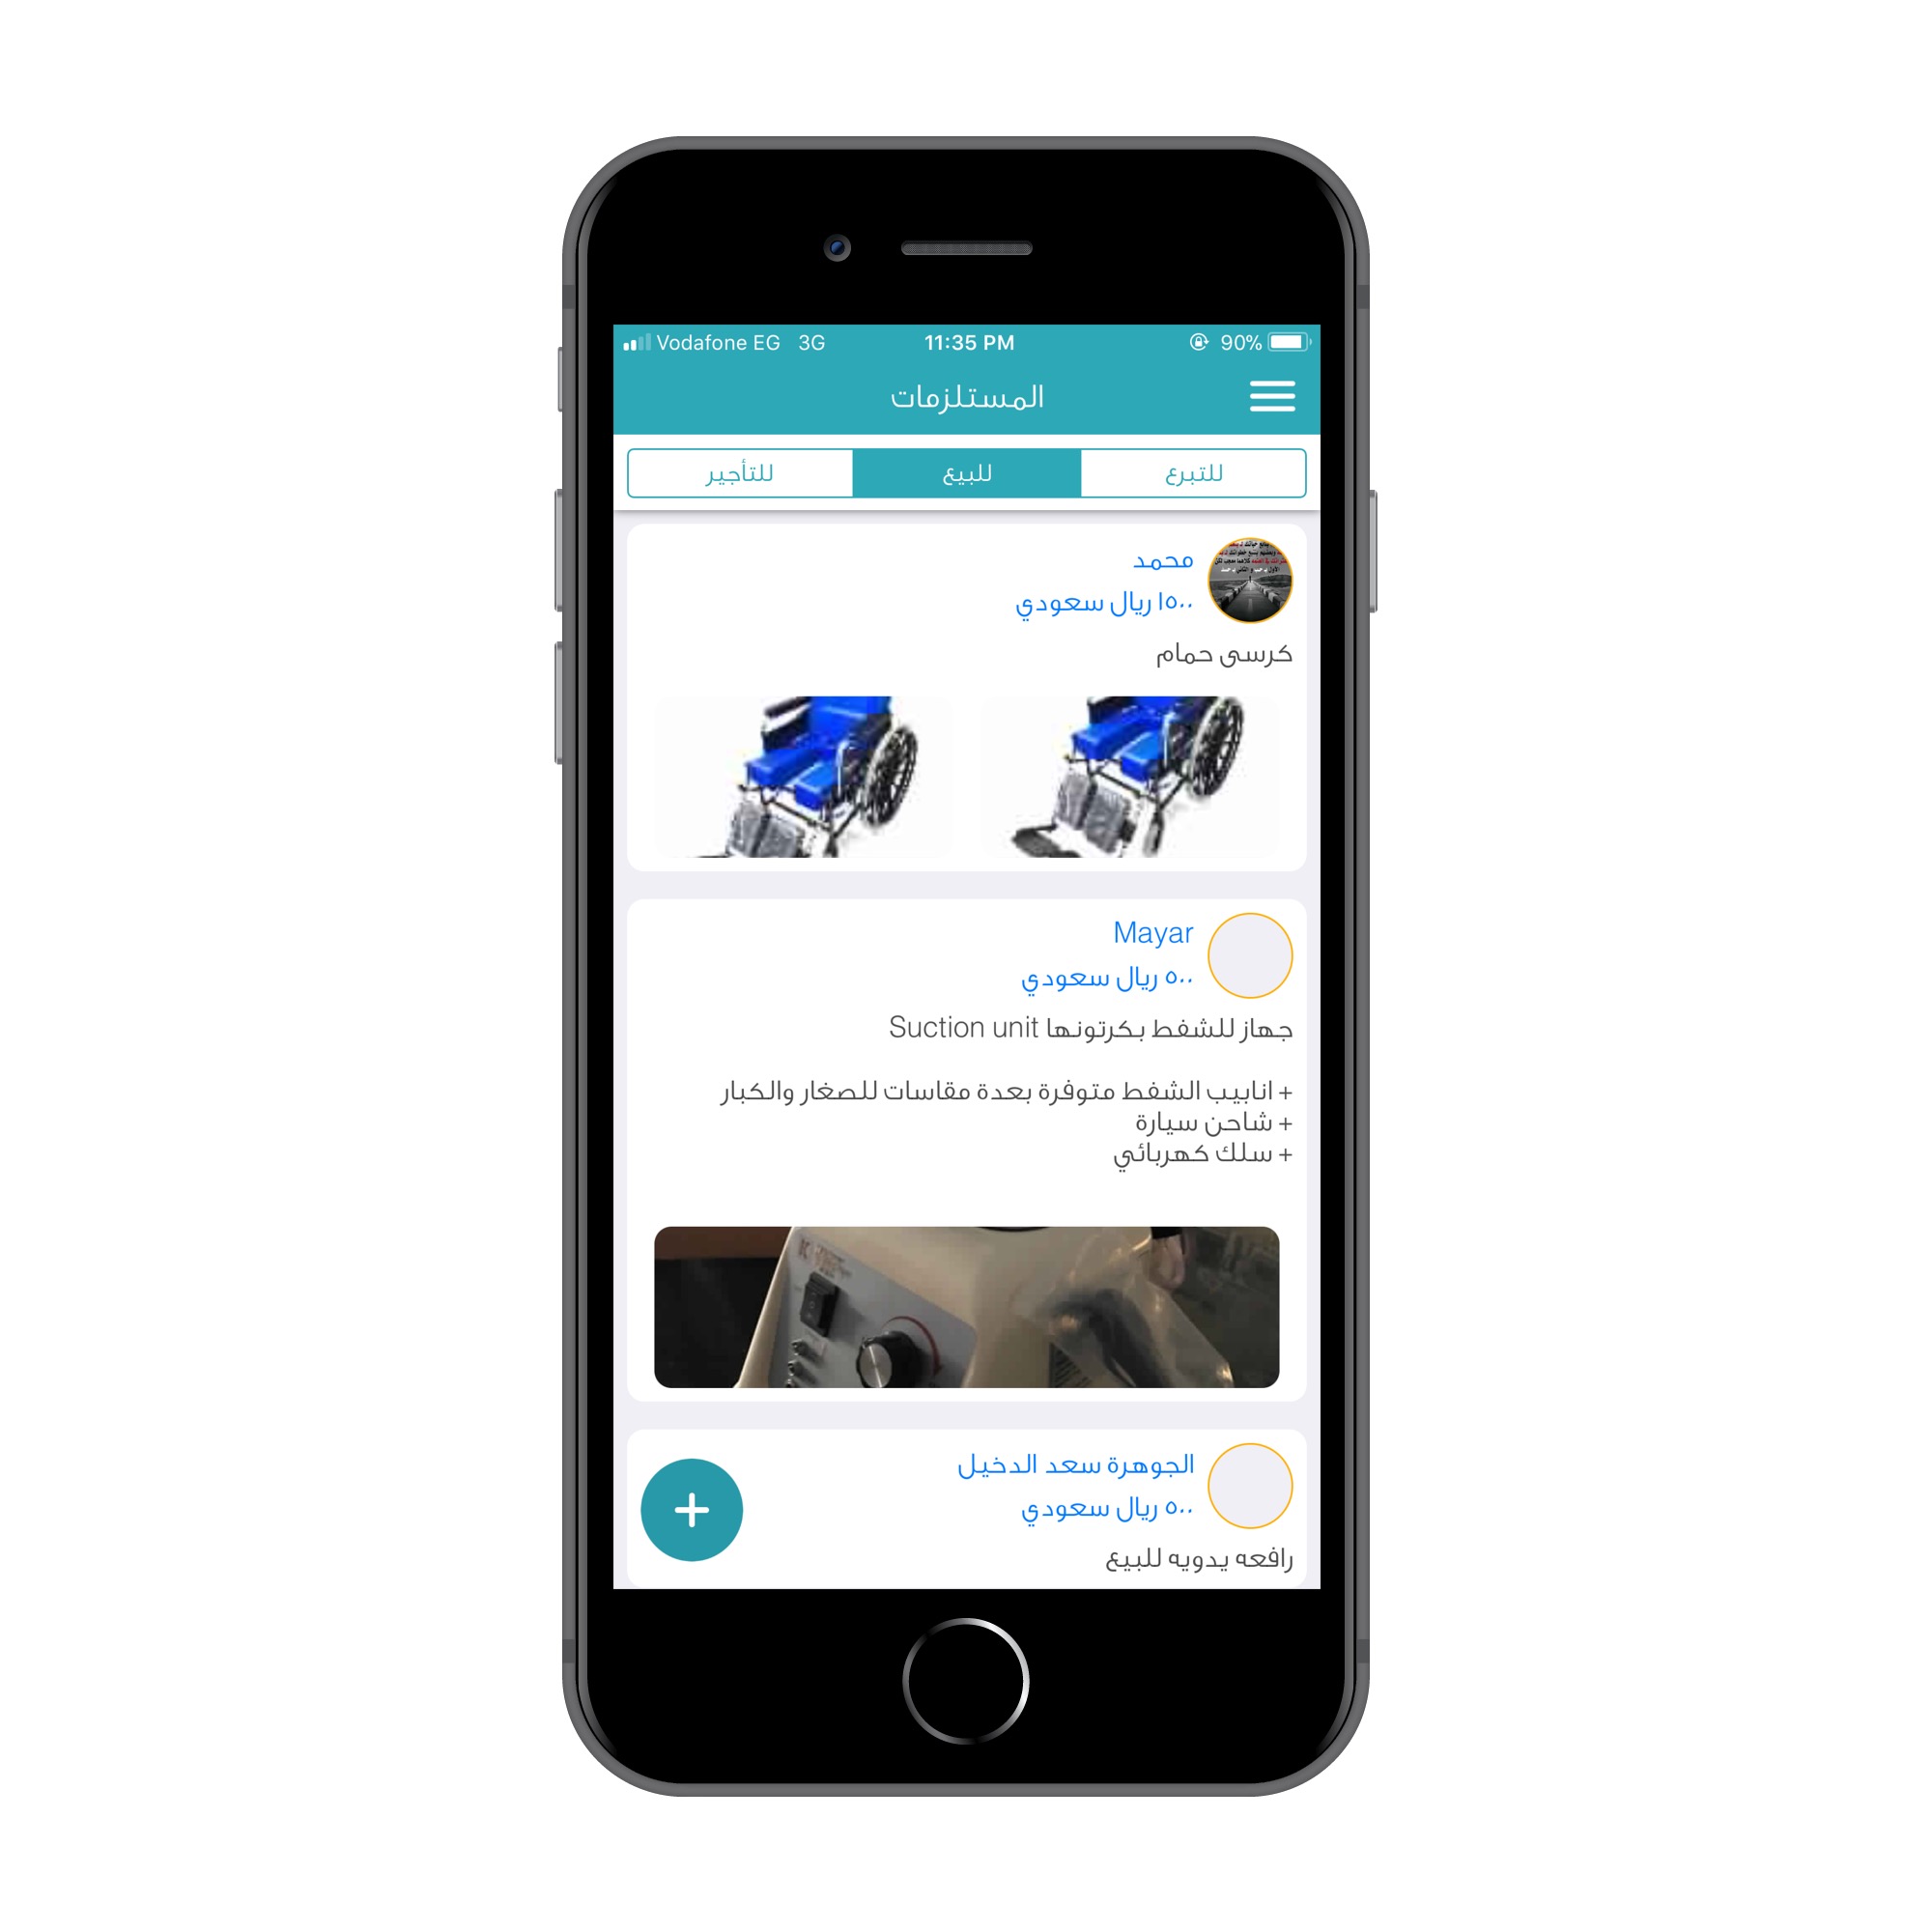 Vodafone EG 3G 11:35 PM 90%
المستلزمات
للتبرع للبيع للتأجير
محمد
١٥٠٠ ريال سعودي
كرسى حمام
Mayar
٥٠٠ ريال سعودي
جهاز للشفط بكرتونها Suction unit
+ انابيب الشفط متوفرة بعدة مقاسات للصغار والكبار
+ شاحن سيارة
+ سلك كهربائي
الجوهرة سعد الدخيل
٥٠٠ ريال سعودي
رافعه يدويه للبيع